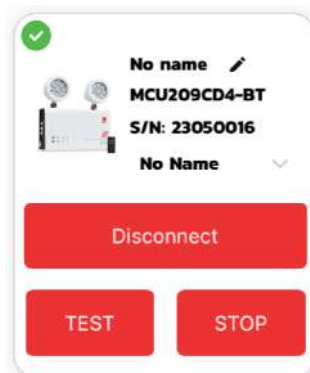 No name
MCU209CD4-BT
S/N: 23050016
No Name
Disconnect
TEST
STOP